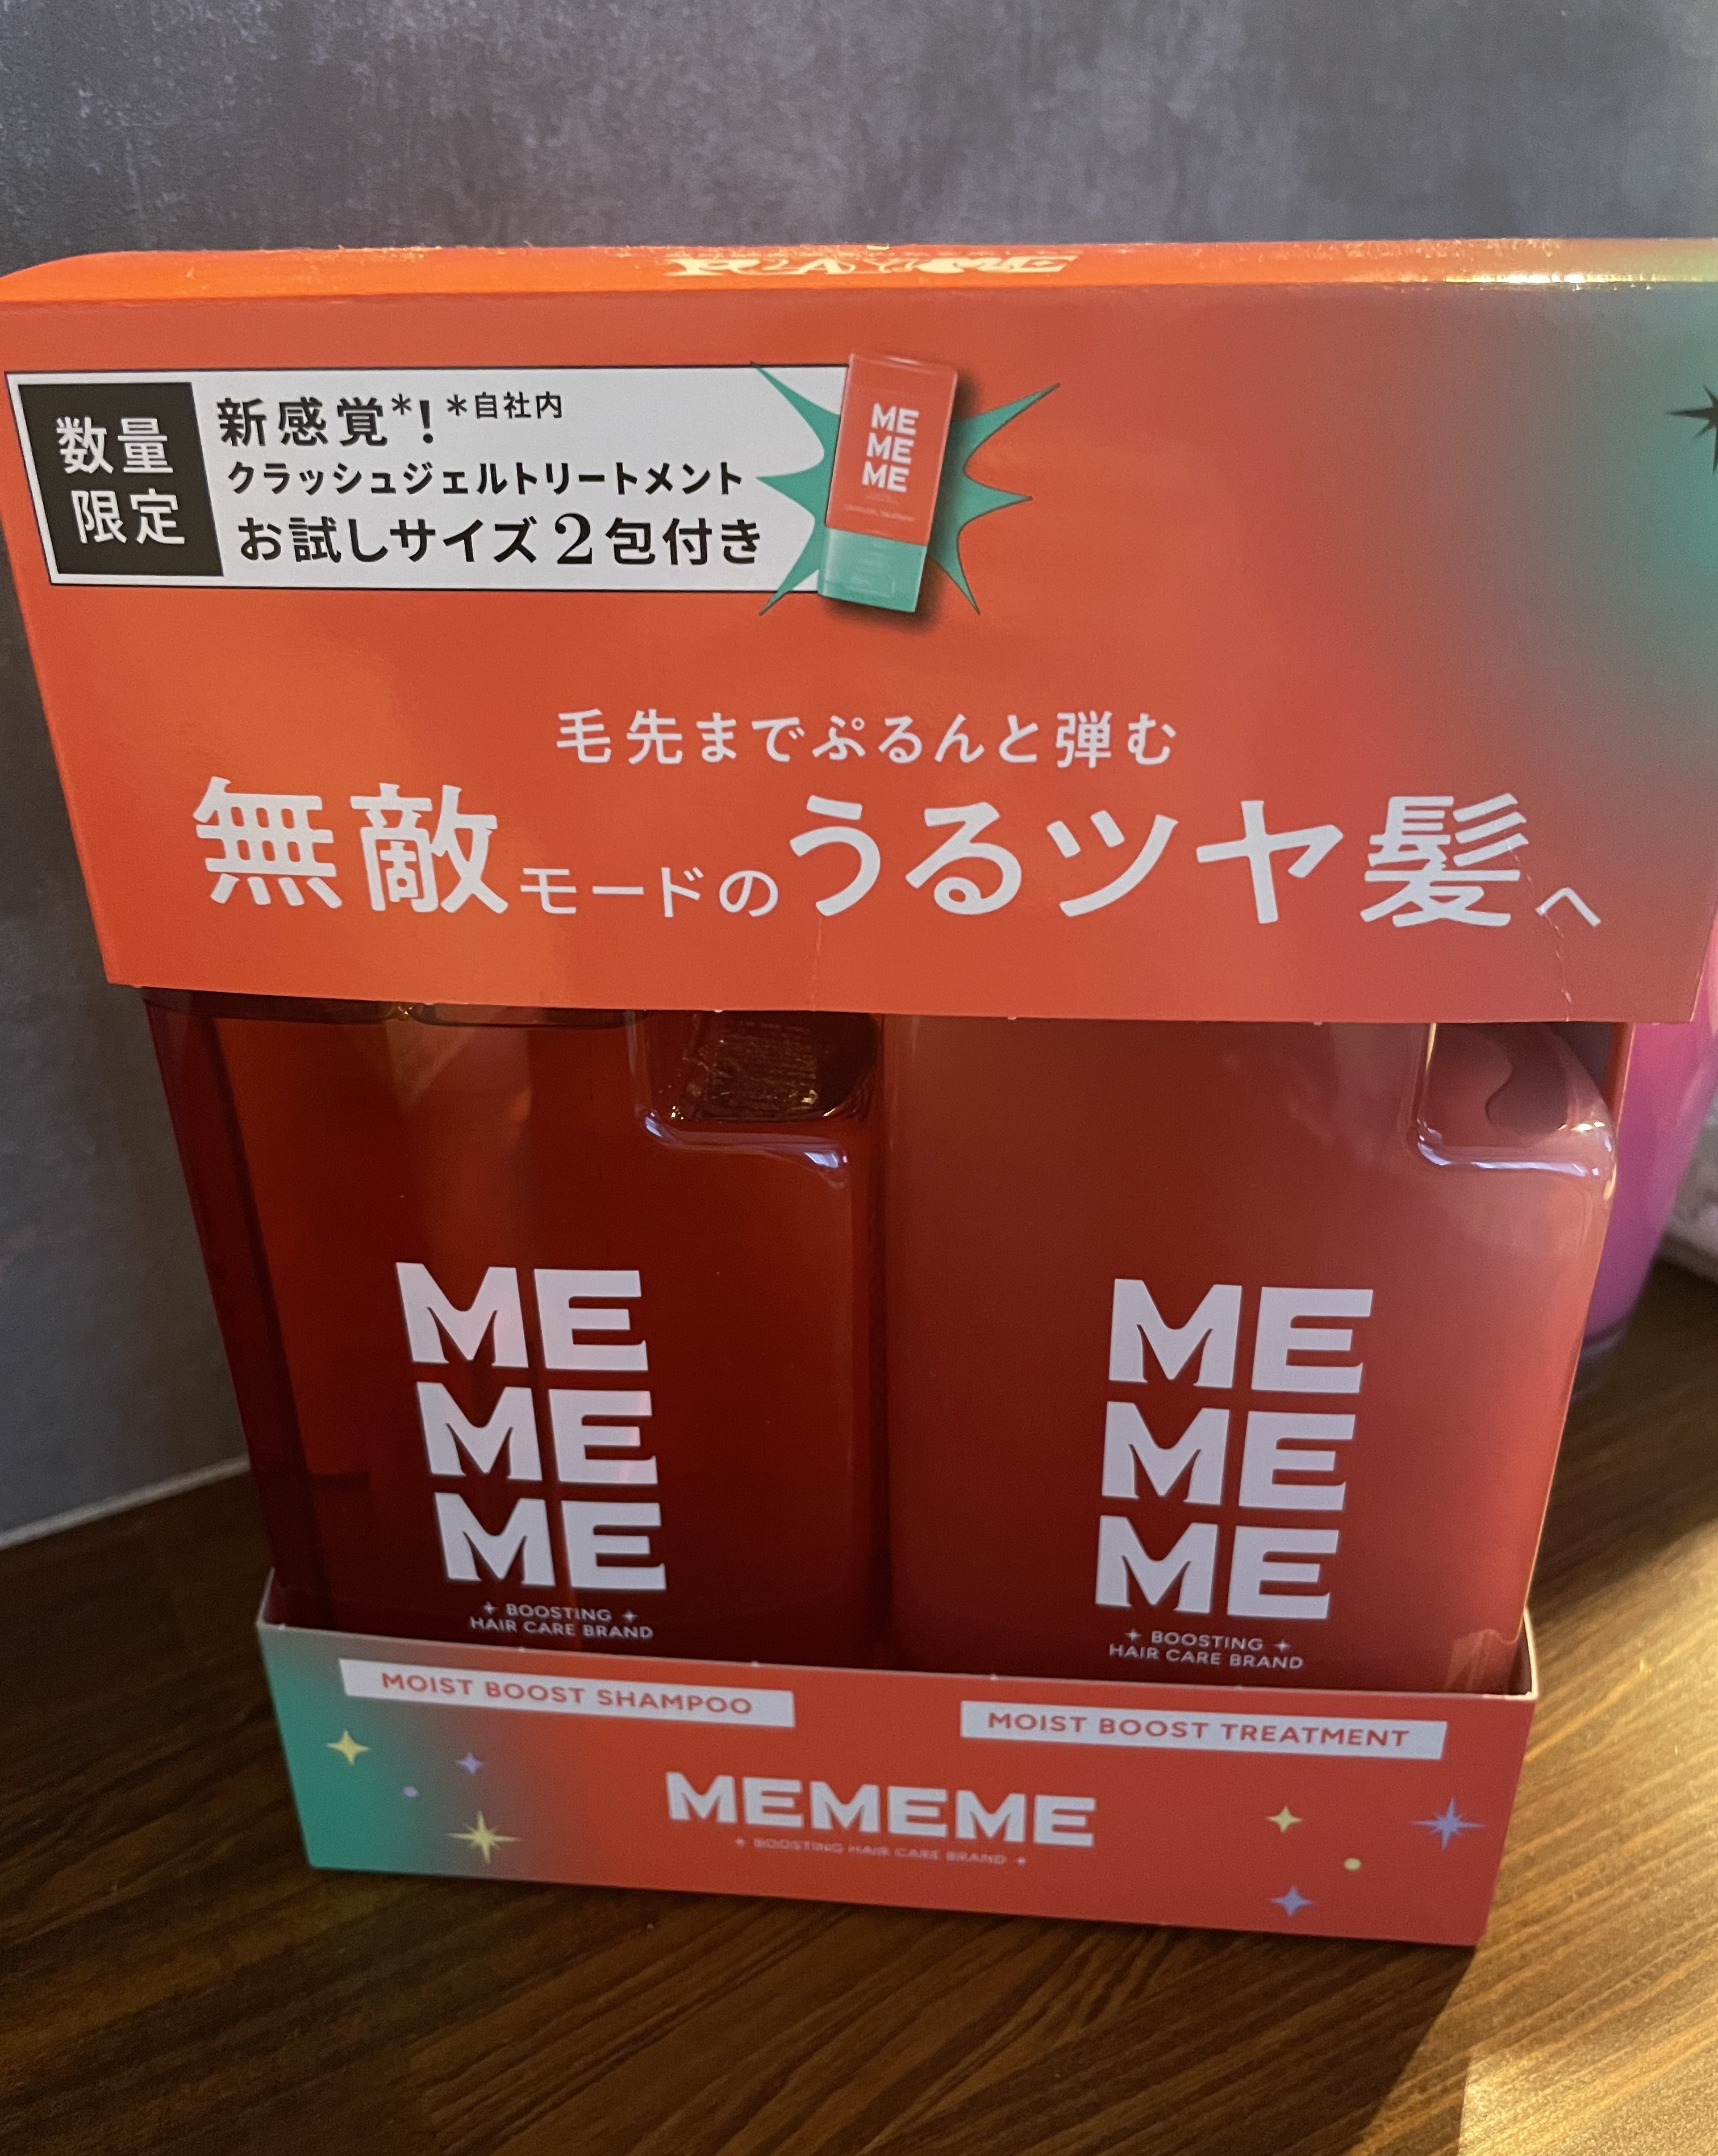 数量
限定
新感覚*! *自社内
クラッシュジェルトリートメント
お試しサイズ2包付き
ME
ME
ME
毛先までぷるんと弾む
無敵モードのうるツヤ髪へ
ME
ME
ME
BOOSTING
HAIR CARE BRAND
ME
ME
ME
BOOSTING
HAIR CARE BRAND
MOIST BOOST SHAMPOO
MOIST BOOST TREATMENT
MEMEME
BOOSTING HAIR CARE BRAND